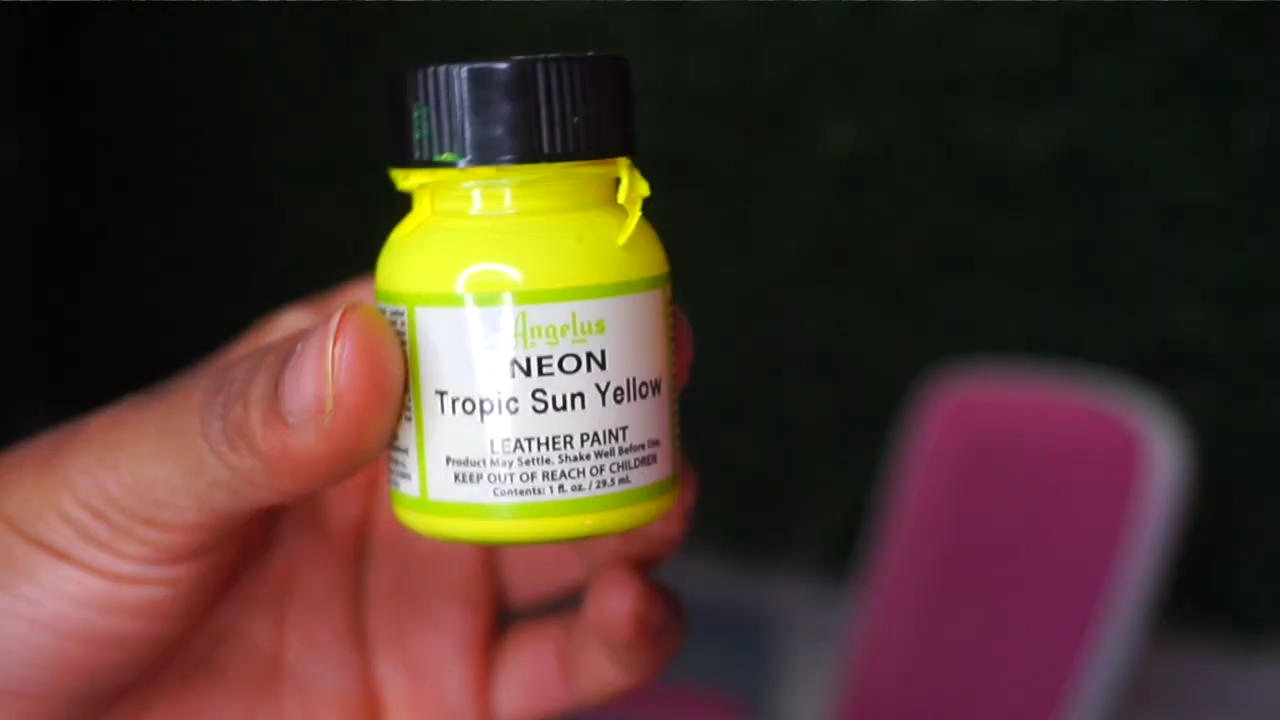 Angelus
NEON
Tropic Sun Yellow
LEATHER PAINT
Product May Settle. Shake Well Before Use.
KEEP OUT OF REACH OF CHILDREN
Contents: 1 fl. oz. / 29.5 mL